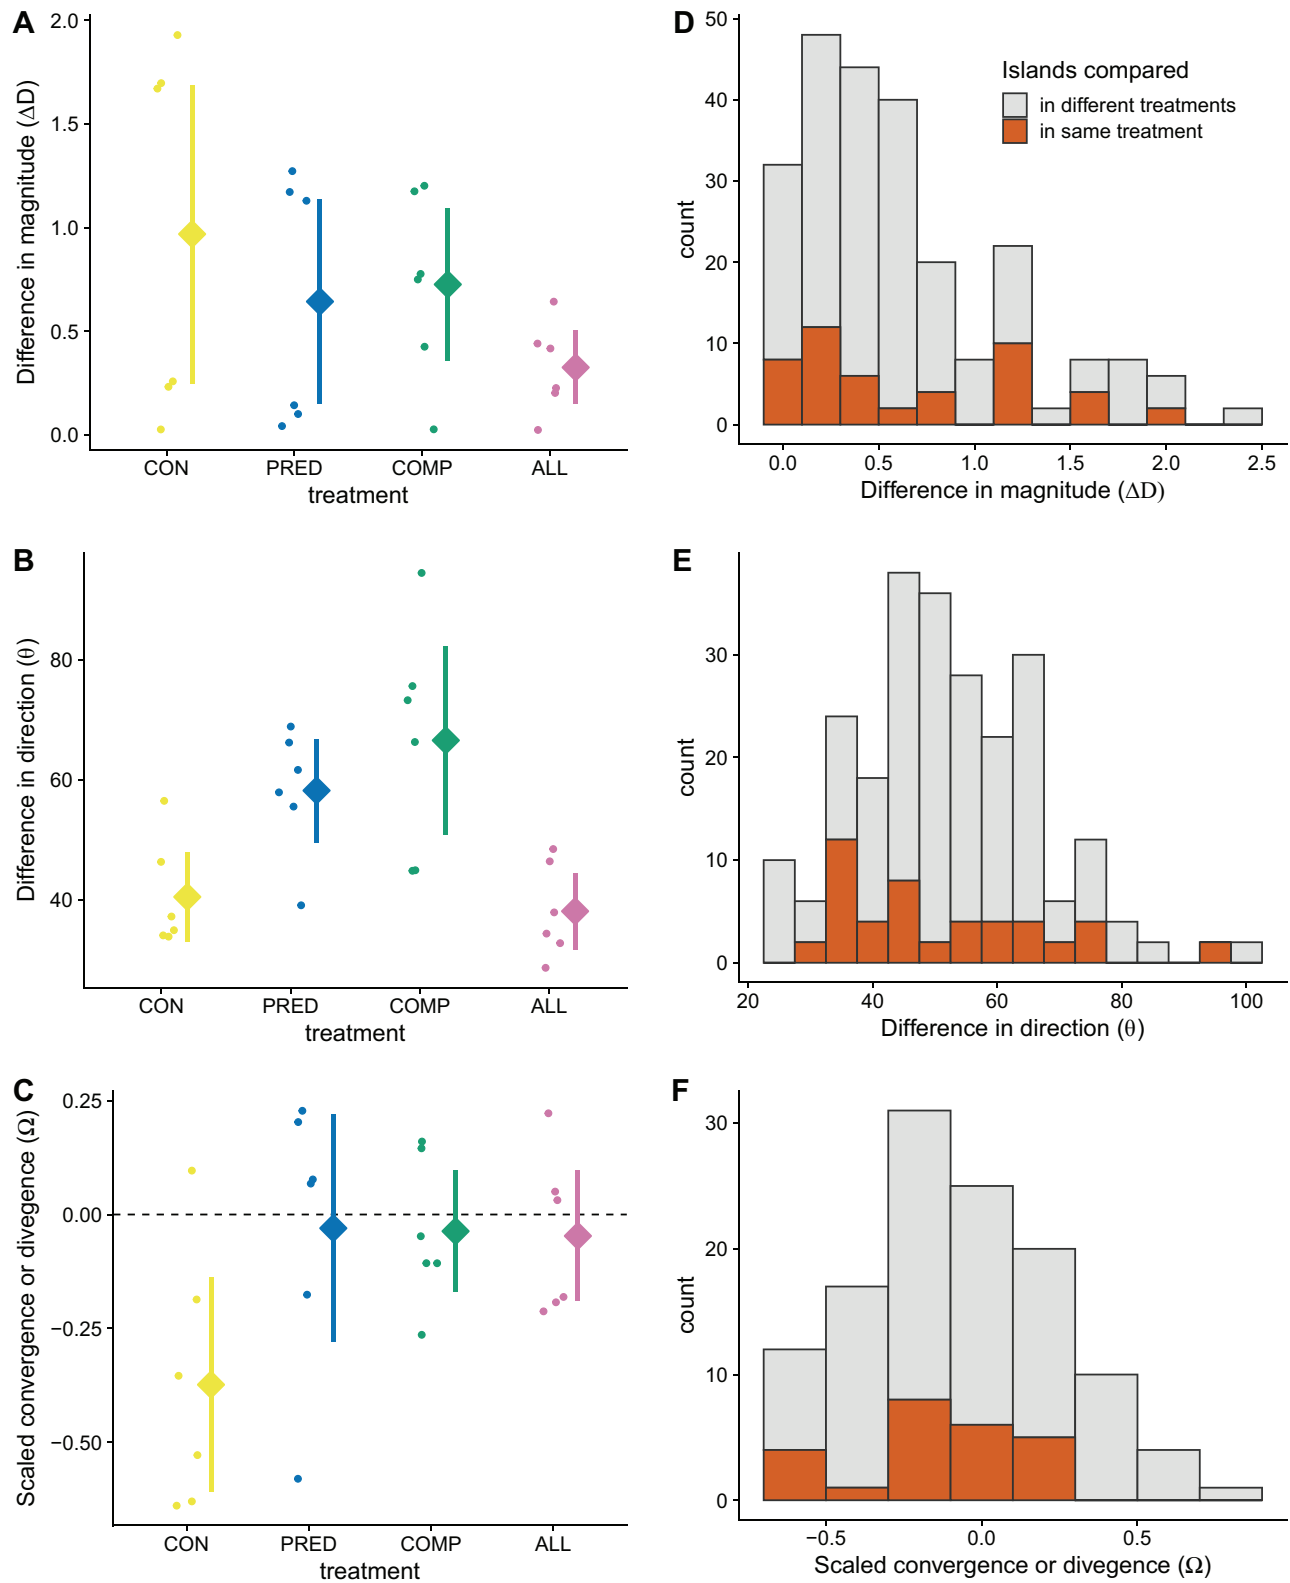 A
Difference in magnitude (ΔD)
2.0
1.5
1.0
0.5
0.0
CON PRED COMP ALL
treatment
D
count
50
40
30
20
10
0
Islands compared
in different treatments
in same treatment
0.0 0.5 1.0 1.5 2.0 2.5
Difference in magnitude (ΔD)
B
Difference in direction (θ)
80
60
40
CON PRED COMP ALL
treatment
E
count
30
20
10
0
20 40 60 80 100
Difference in direction (θ)
C
Scaled convergence or divegence (Ω)
0.25
0.00
−0.25
−0.50
CON PRED COMP ALL
treatment
F
count
30
20
10
0
−0.5 0.0 0.5
Scaled convergence or divegence (Ω)